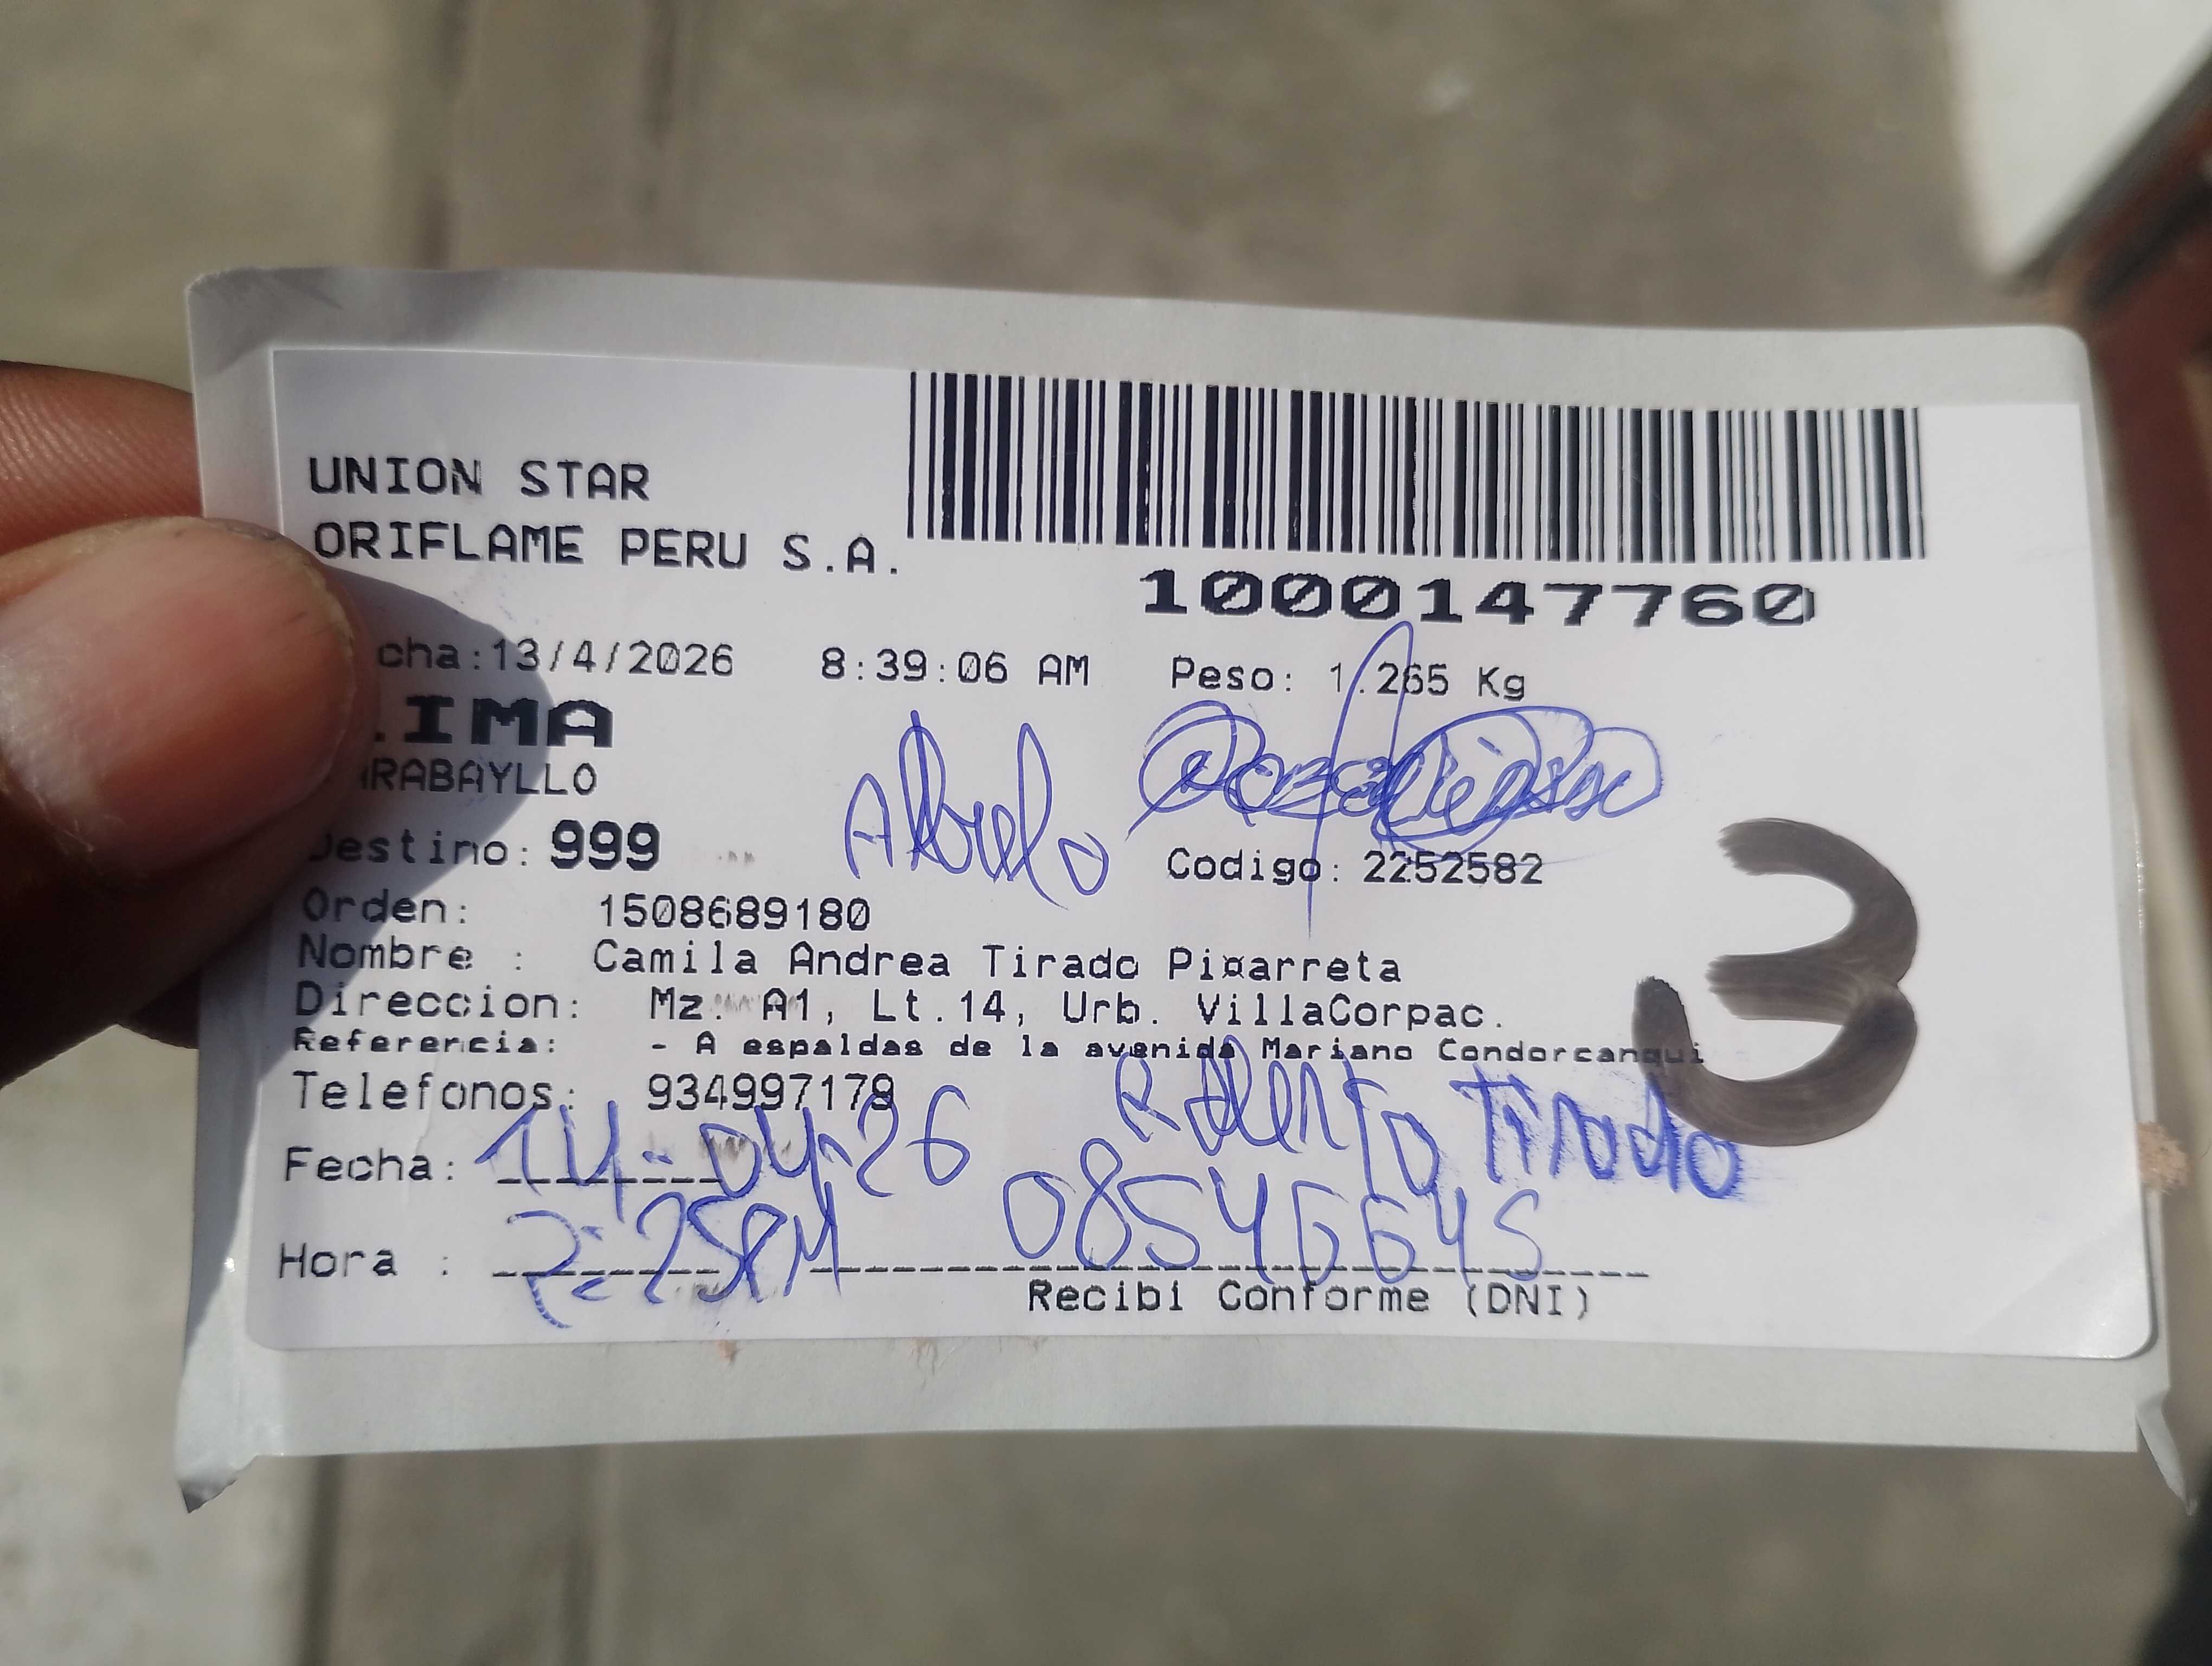 UNION STAR
ORIFLAME PERU S.A.
1000147760
cha:13/4/2026 8:39:06 AM Peso: 1.265 Kg
IMA
RABAYLLO
Destino: 999
Abuelo
Codigo: 2252582
3
Orden: 1508689180
Nombre : Camila Andrea Tirado Pi¤arreta
Direccion: Mz. A1, Lt.14, Urb. VillaCorpac.
Referencia: - A espaldas de la avenida Mariano Condorcanqui
Telefonos: 934997179
Tirado
Fecha: 14-04-26
08546645
Hora : 2:25PM
Recibi Conforme (DNI)